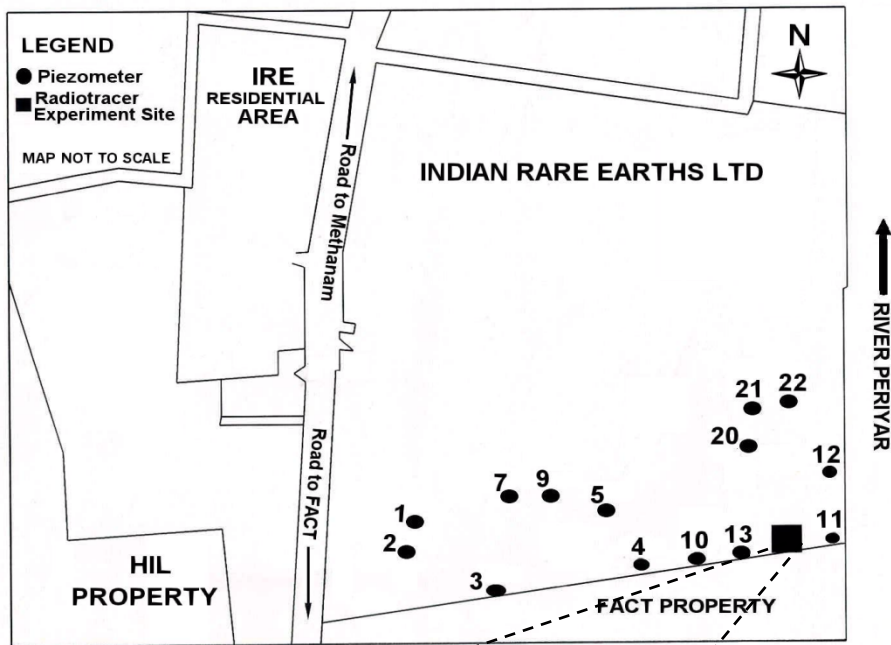 LEGEND
Piezometer
Radiotracer
Experiment Site
MAP NOT TO SCALE
IRE
RESIDENTIAL
AREA
Road to Methanam
N
INDIAN RARE EARTHS LTD
RIVER PERIYAR
21
22
20
12
7
9
5
1
2
Road to FACT
11
4
10
13
3
HIL
PROPERTY
FACT PROPERTY